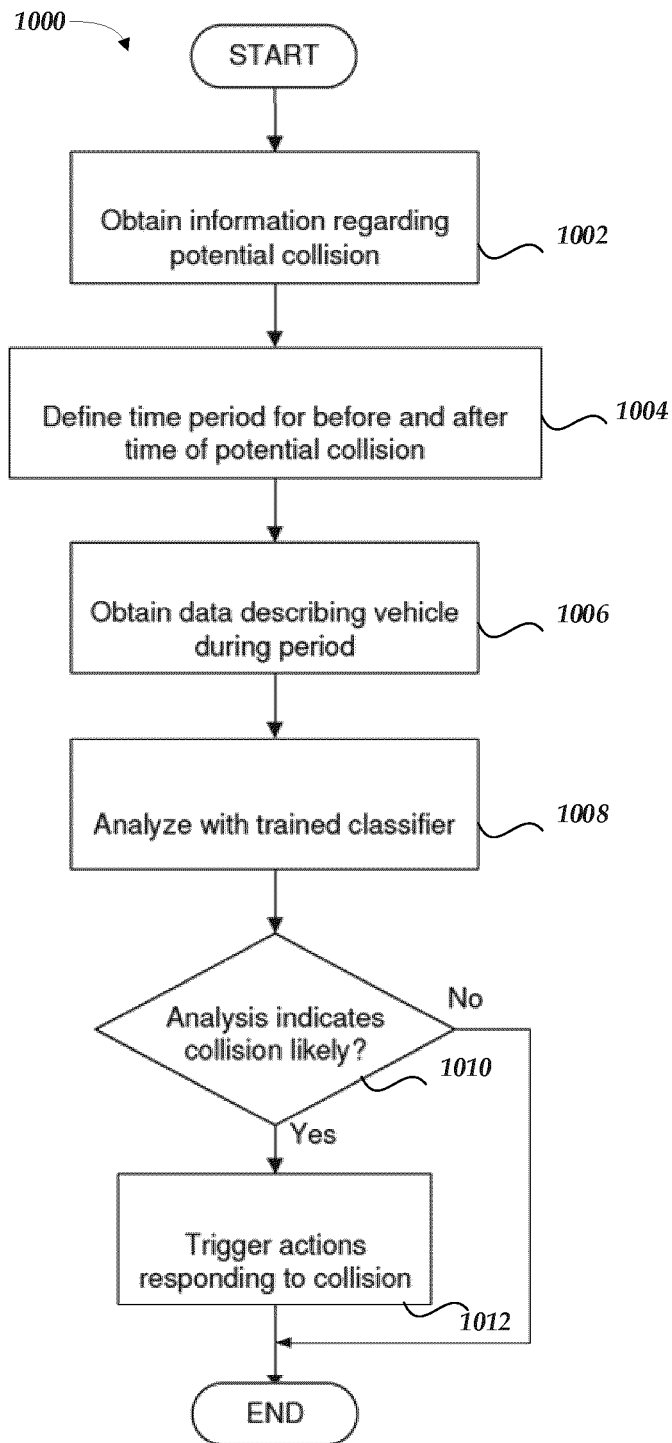 1000
START
Obtain information regarding
potential collision
1002
Define time period for before and after
time of potential collision
1004
Obtain data describing vehicle
during period
1006
Analyze with trained classifier
1008
Analysis indicates
collision likely?
No
1010
Yes
Trigger actions
responding to collision
1012
END